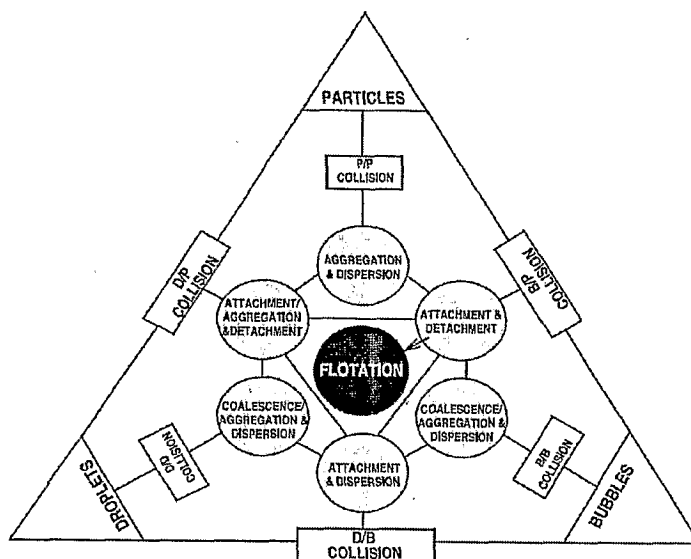 PARTICLES
P/P
COLLISION
D/P
COLLISION
B/P
COLLISION
AGGREGATION
& DISPERSION
ATTACHMENT/
AGGREGATION
& DETACHMENT
ATTACHMENT &
DETACHMENT
FLOTATION
COALESCENCE/
AGGREGATION &
DISPERSION
COALESCENCE/
AGGREGATION &
DISPERSION
D/D
COLLISION
B/B
COLLISION
ATTACHMENT
& DISPERSION
DROPLETS
BUBBLES
D/B
COLLISION